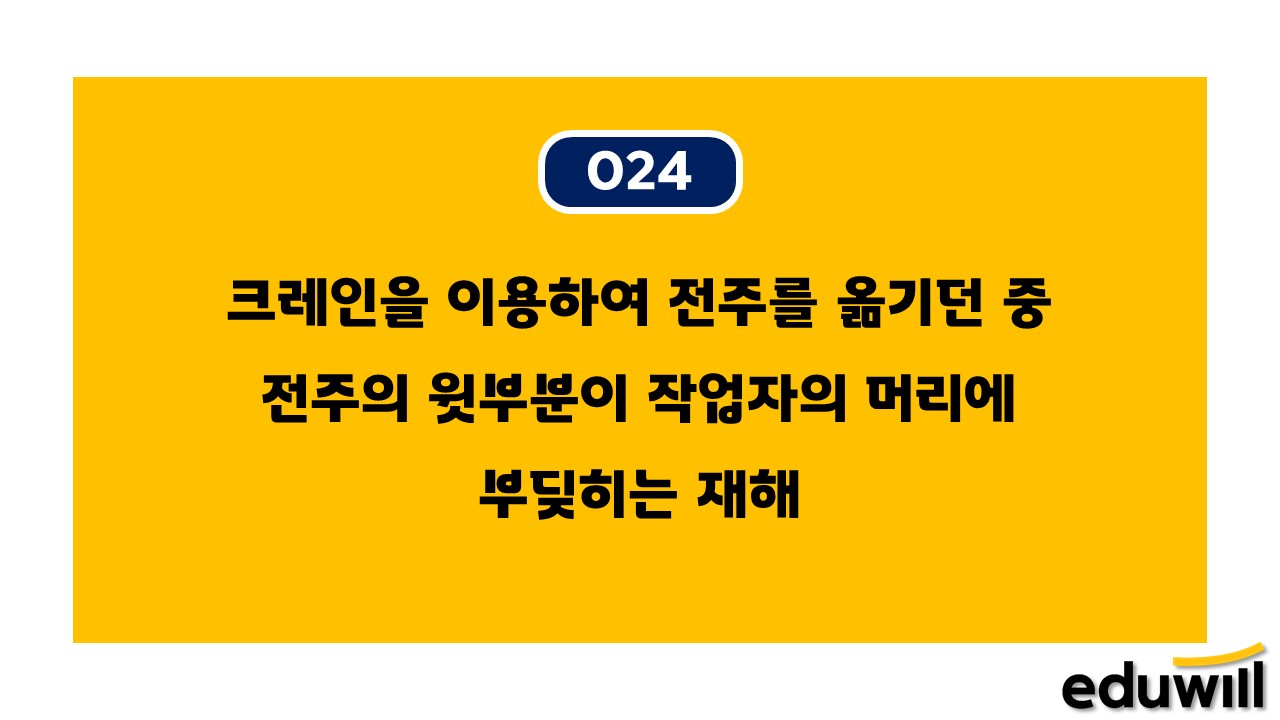 024
크레인을 이용하여 전주를 옮기던 중
전주의 윗부분이 작업자의 머리에
부딪히는 재해
eduwill